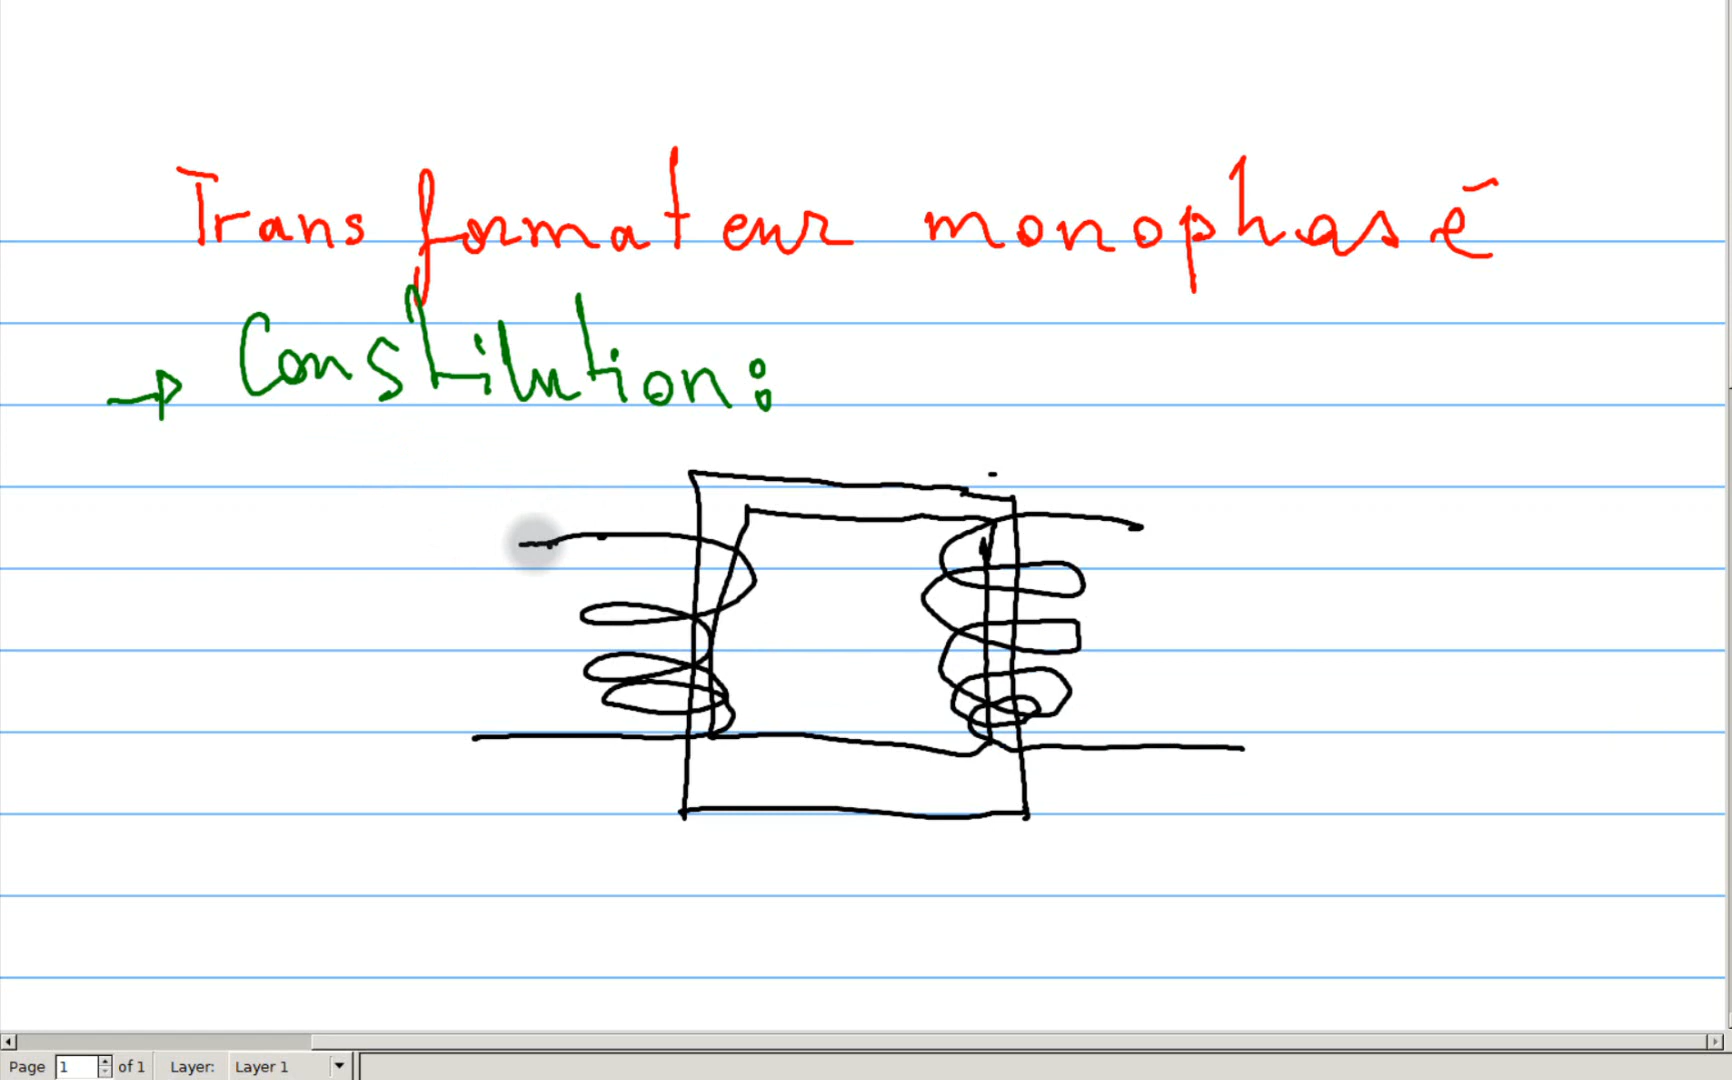 Transformateur monophasé
→ Constitution :
Page 1 of 1 Layer: Layer 1